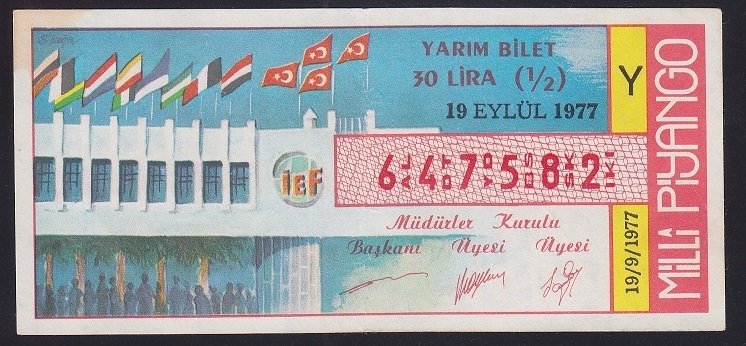 YARIM BİLET
30 LİRA (½)
19 EYLÜL 1977
Y
MİLLİ PİYANGO
İEF
6 4 7 5 8 2
Müdürler Kurulu
Başkanı Üyesi Üyesi
19/9/1977